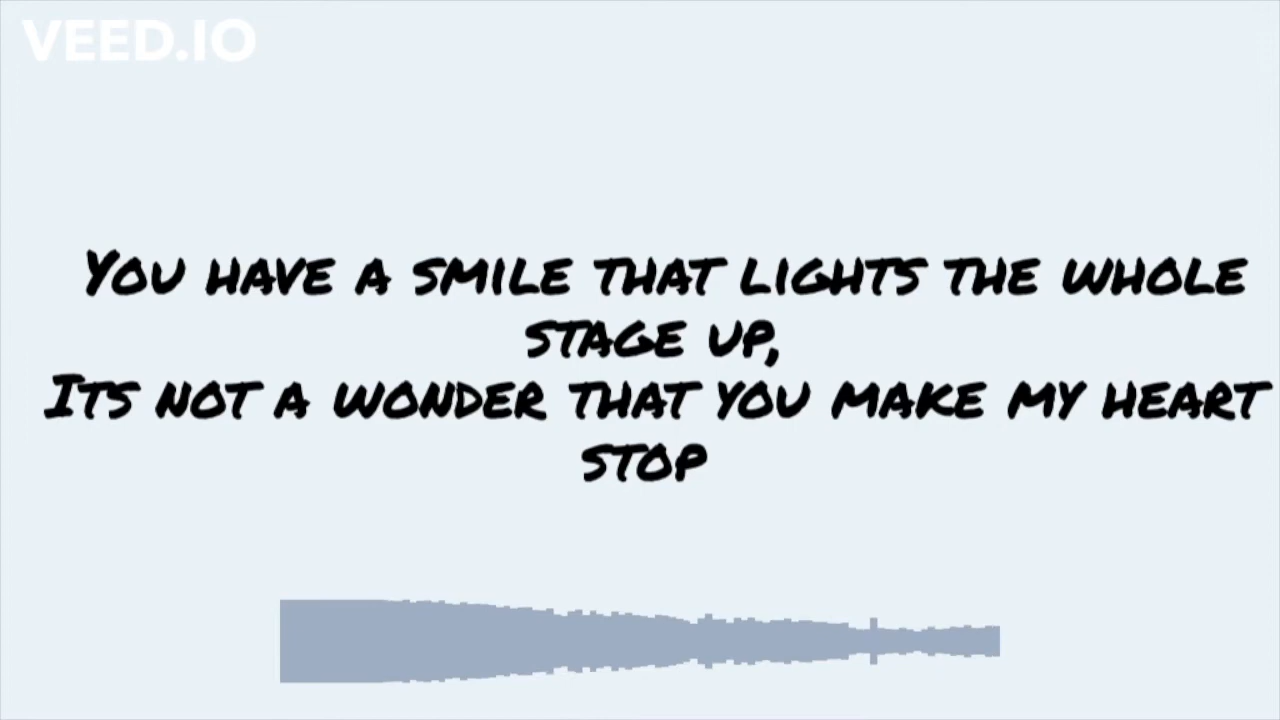 VEED.IO
You have a smile that lights the whole
stage up,
Its not a wonder that you make my heart
stop